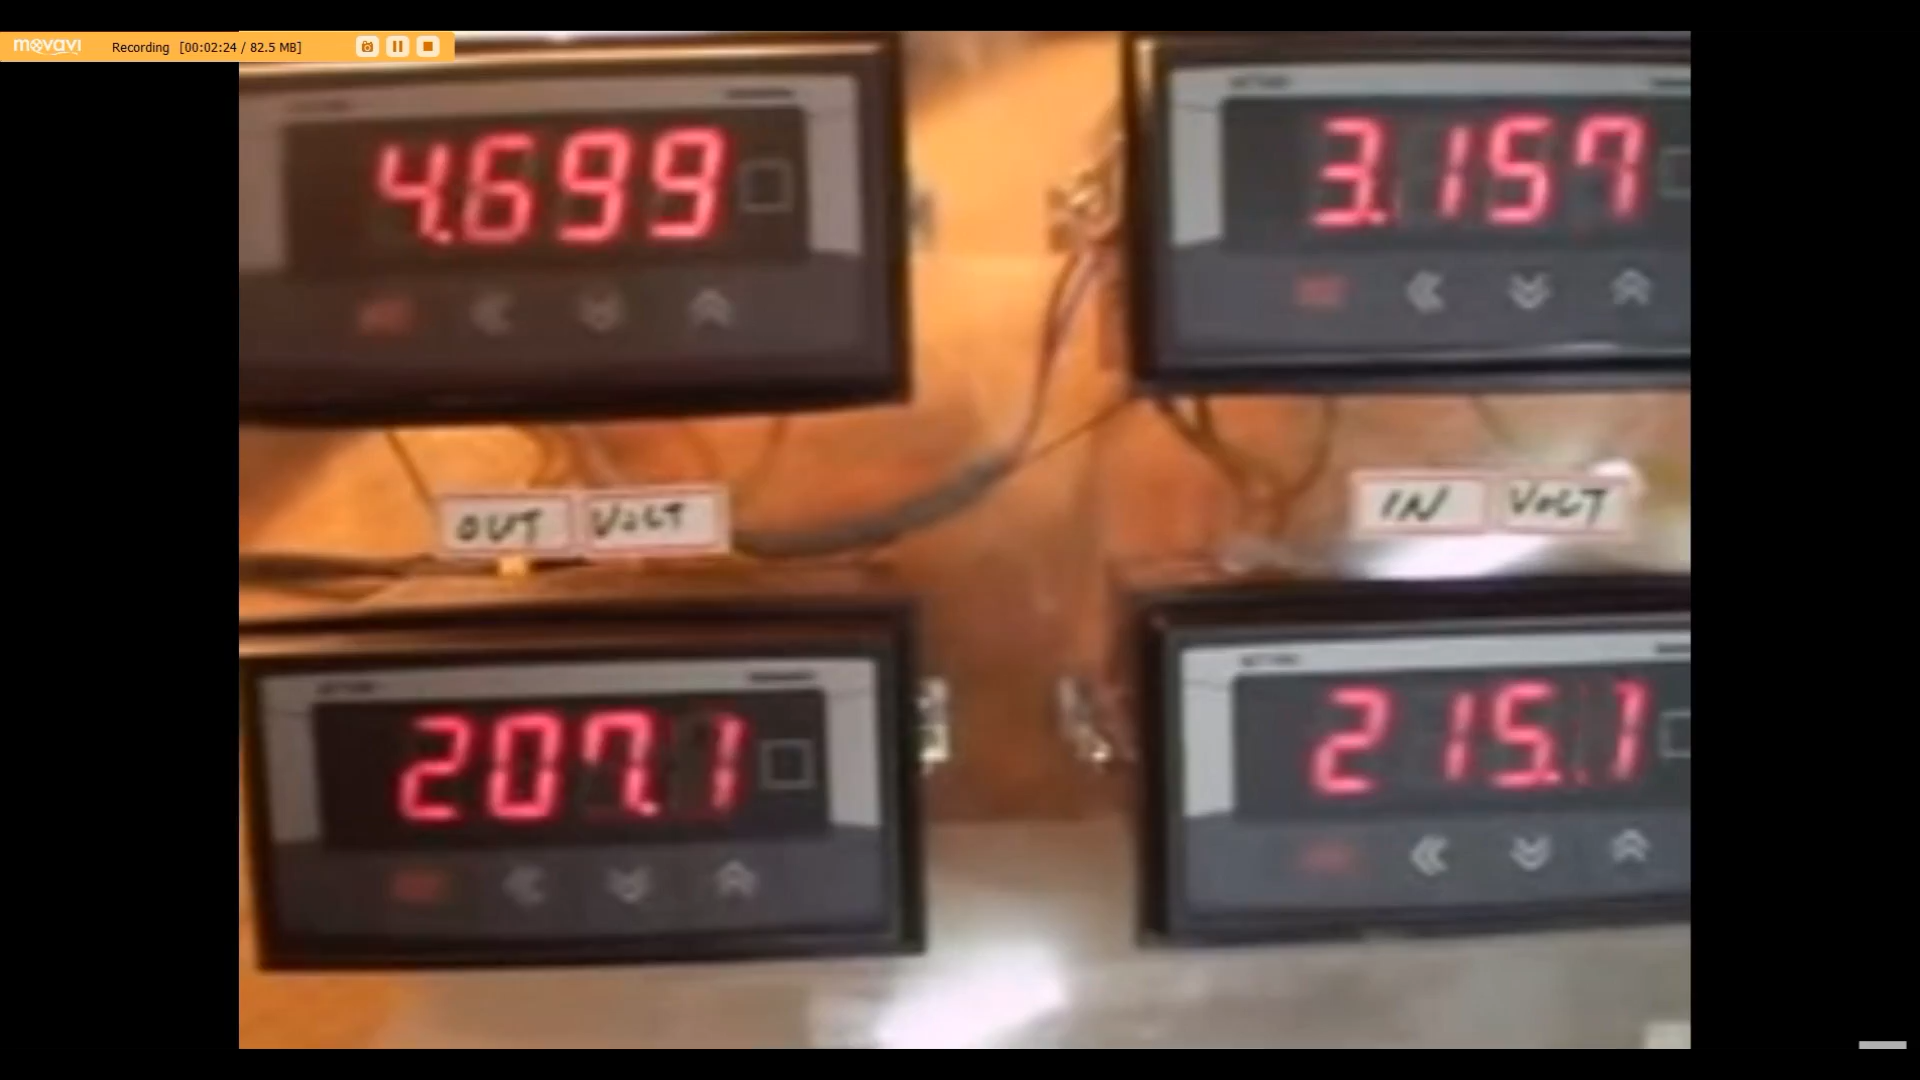 movavi Recording [00:02:24 / 82.5 MB]
4.699
3.157
OUT VOLT
IN VOLT
207.1
215.1